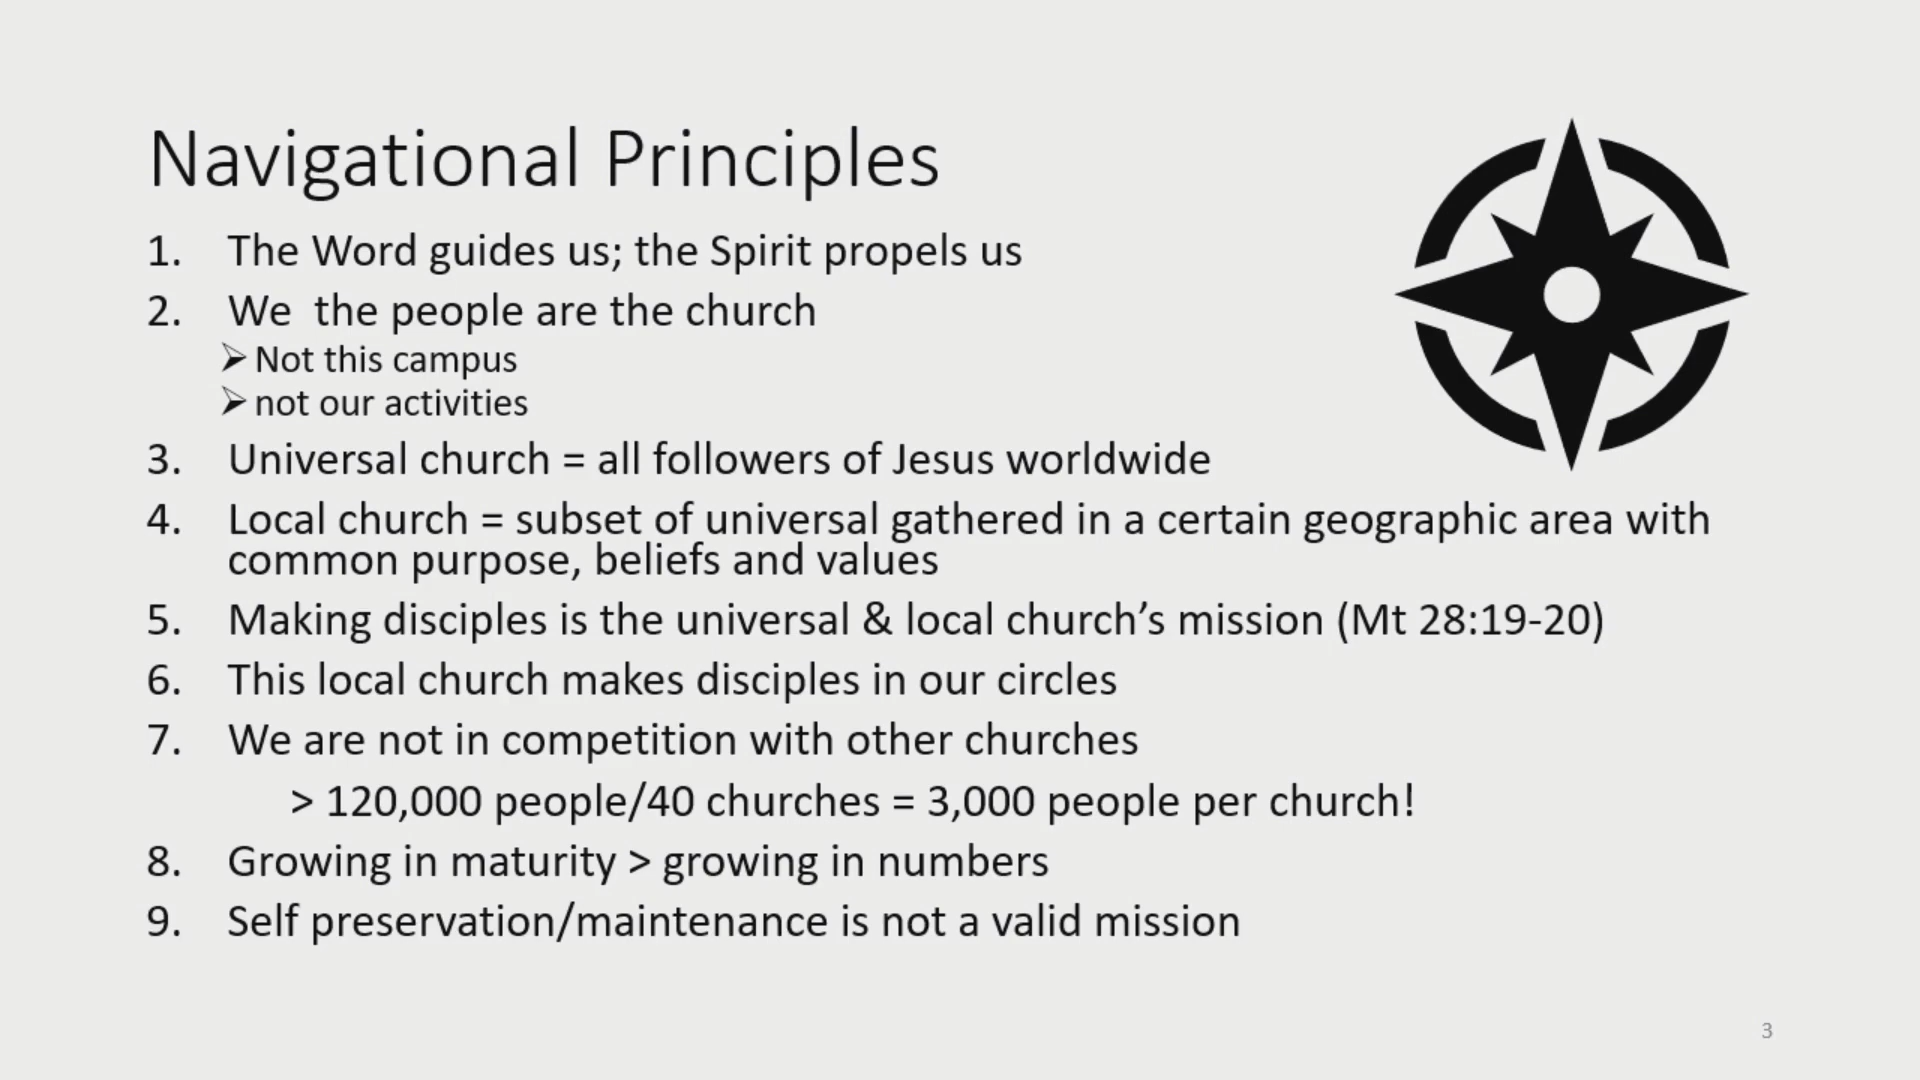 Navigational Principles
1. The Word guides us; the Spirit propels us
2. We  the people are the church
➢ Not this campus
➢ not our activities
3. Universal church = all followers of Jesus worldwide
4. Local church = subset of universal gathered in a certain geographic area with
common purpose, beliefs and values
5. Making disciples is the universal & local church’s mission (Mt 28:19-20)
6. This local church makes disciples in our circles
7. We are not in competition with other churches
> 120,000 people/40 churches = 3,000 people per church!
8. Growing in maturity > growing in numbers
9. Self preservation/maintenance is not a valid mission
3